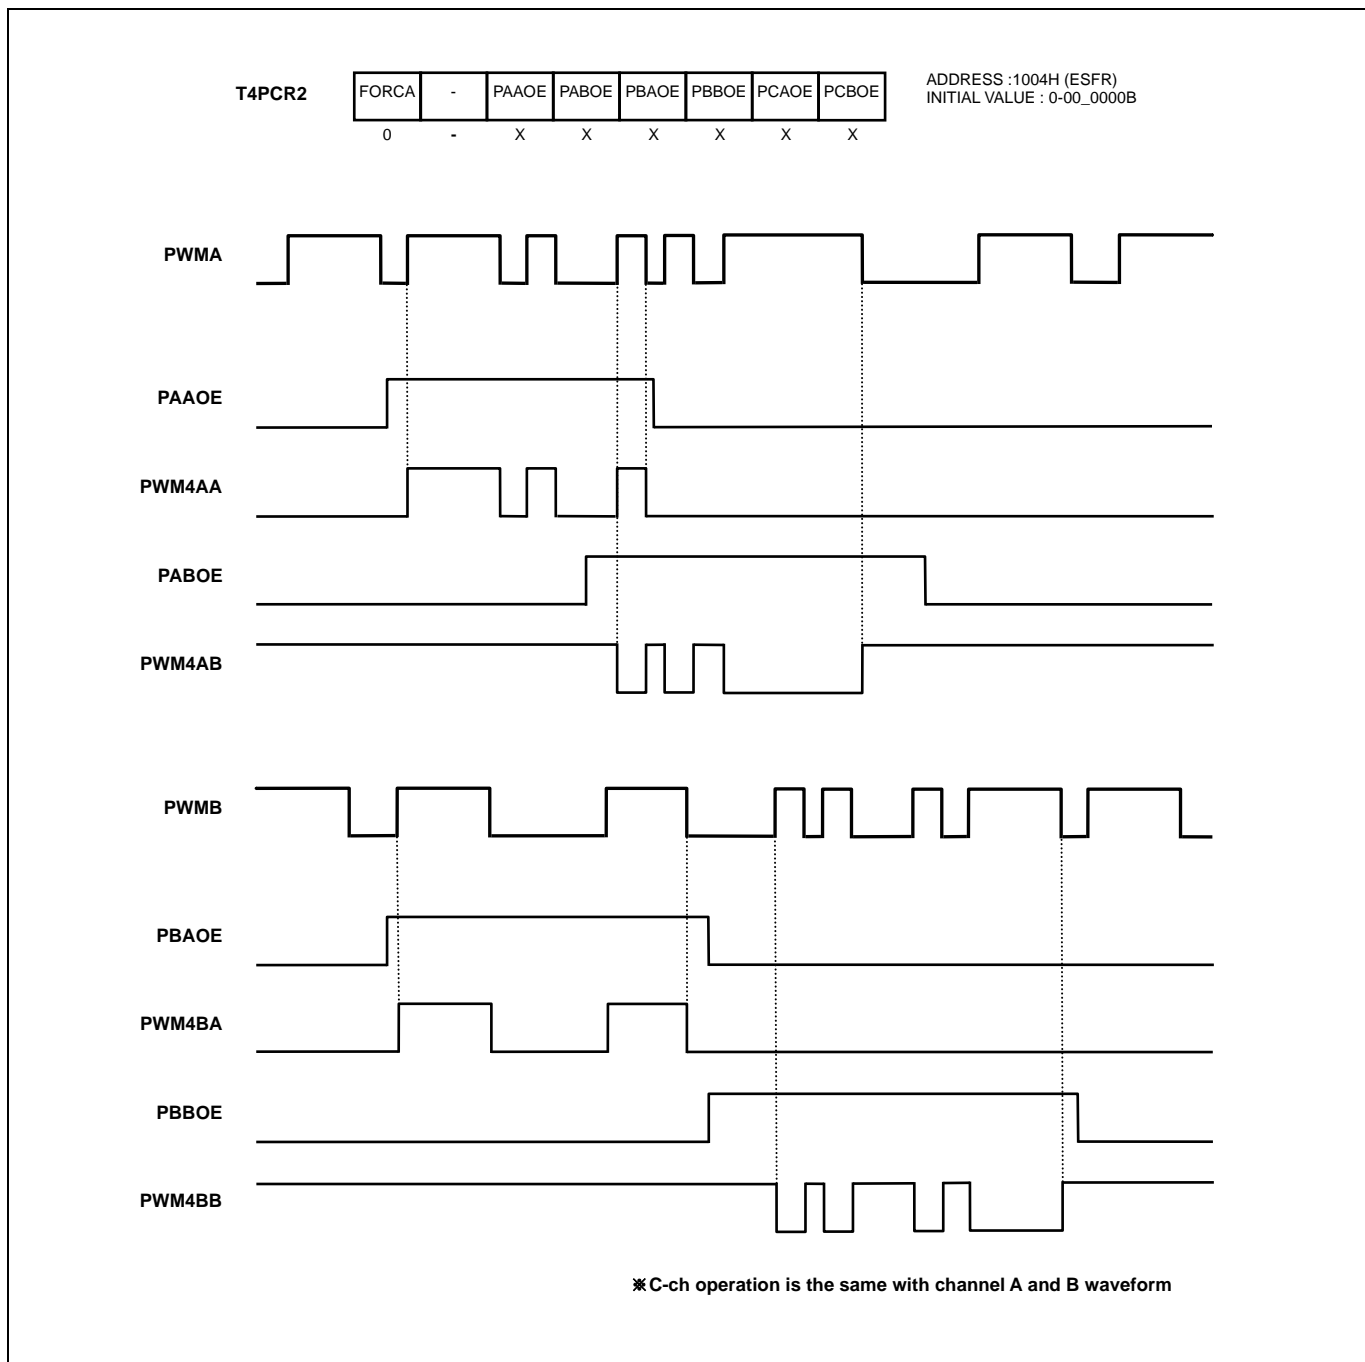 T4PCR2 FORCA - PAAOE PABOE PBAOE PBBOE PCAOE PCBOE ADDRESS :1004H (ESFR)
INITIAL VALUE : 0-00_0000B
0 - X X X X X X
PWMA
PAAOE
PWM4AA
PABOE
PWM4AB
PWMB
PBAOE
PWM4BA
PBBOE
PWM4BB
※C-ch operation is the same with channel A and B waveform